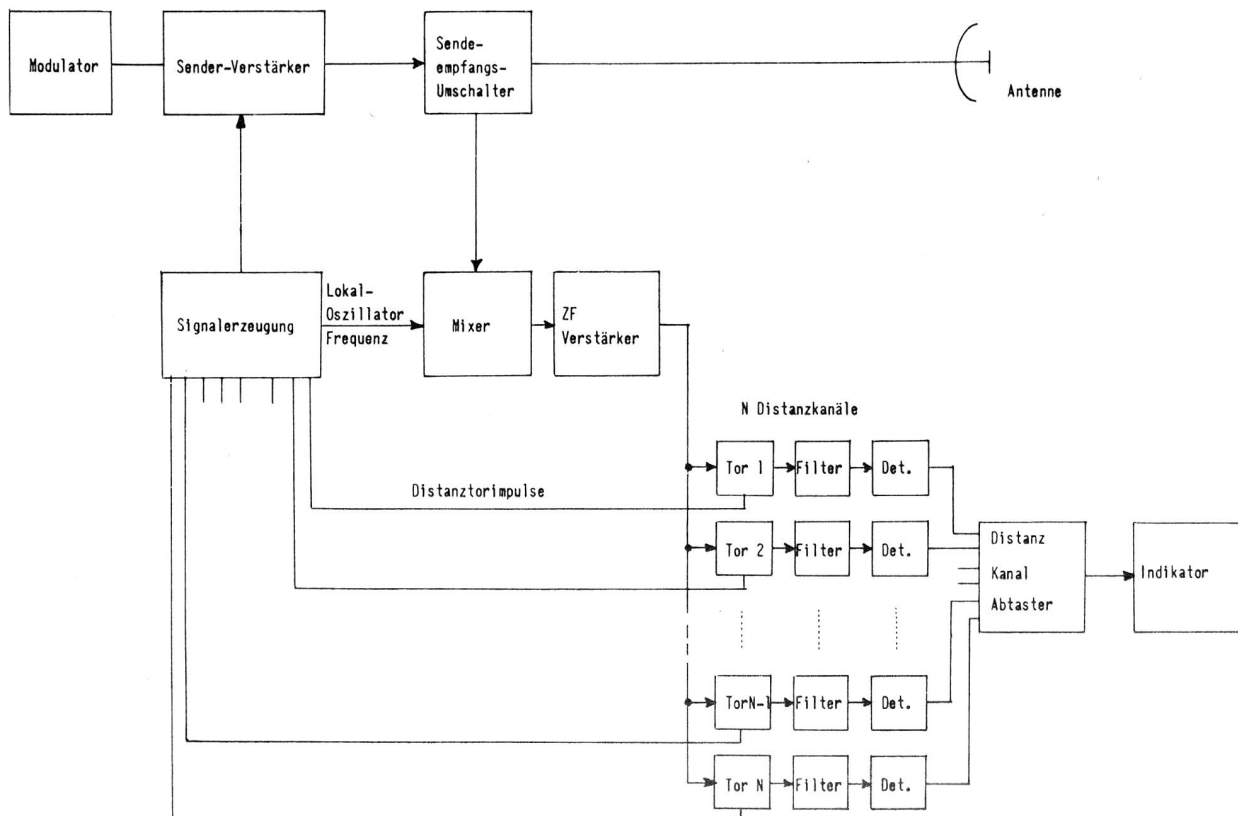 Modulator
Sender-Verstärker
Sende-
empfangs-
Umschalter
Antenne
Signalerzeugung
Lokal-
Oszillator
Frequenz
Mixer
ZF
Verstärker
N Distanzkanäle
Tor 1
Filter
Det.
Distanztorimpulse
Tor 2
Filter
Det.
Distanz
Kanal
Abtaster
Indikator
TorN-1
Filter
Det.
Tor N
Filter
Det.